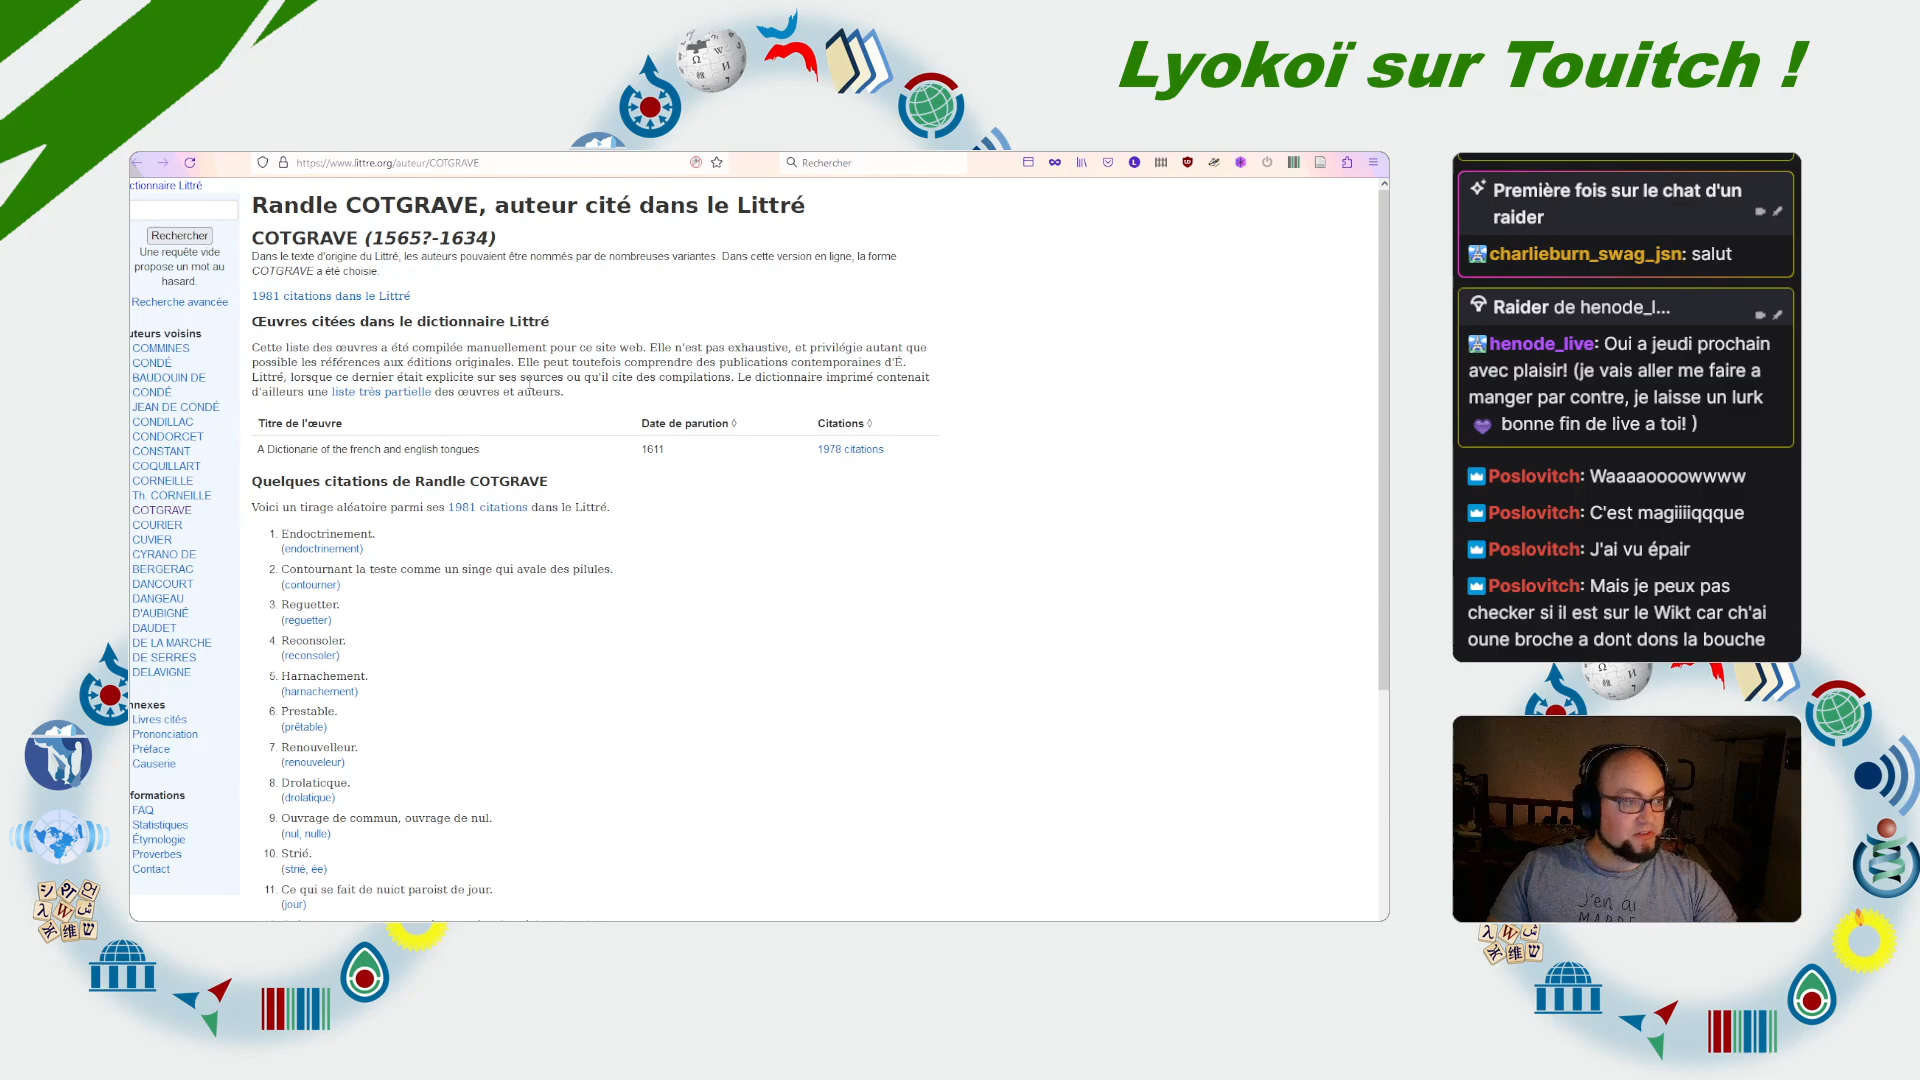 Lyokoï sur Touitch !
https://www.littre.org/auteur/COTGRAVE
Rechercher
ctionnaire Littré
Rechercher
Une requête vide
propose un mot au
hasard.
Recherche avancée
uteurs voisins
COMMINES
CONDÉ
BAUDOUIN DE
CONDÉ
JEAN DE CONDÉ
CONDILLAC
CONDORCET
CONSTANT
COQUILLART
CORNEILLE
Th. CORNEILLE
COTGRAVE
COURIER
CUVIER
CYRANO DE
BERGERAC
DANCOURT
DANGEAU
D'AUBIGNÉ
DAUDET
DE LA MARCHE
DE SERRES
DELAVIGNE
nnexes
Livres cités
Prononciation
Préface
Causerie
formations
FAQ
Statistiques
Étymologie
Proverbes
Contact
Randle COTGRAVE, auteur cité dans le Littré
COTGRAVE (1565?-1634)
Dans le texte d'origine du Littré, les auteurs pouvaient être nommés par de nombreuses variantes. Dans cette version en ligne, la forme
COTGRAVE a été choisie.
1981 citations dans le Littré
Œuvres citées dans le dictionnaire Littré
Cette liste des œuvres a été compilée manuellement pour ce site web. Elle n'est pas exhaustive, et privilégie autant que
possible les références aux éditions originales. Elle peut toutefois comprendre des publications contemporaines d'É.
Littré, lorsque ce dernier était explicite sur ses sources ou qu'il cite des compilations. Le dictionnaire imprimé contenait
d'ailleurs une liste très partielle des œuvres et auteurs.
Titre de l'œuvre Date de parution ◊ Citations ◊
A Dictionarie of the french and english tongues 1611 1978 citations
Quelques citations de Randle COTGRAVE
Voici un tirage aléatoire parmi ses 1981 citations dans le Littré.
1. Endoctrinement.
(endoctrinement)
2. Contournant la teste comme un singe qui avale des pilules.
(contourner)
3. Reguetter.
(reguetter)
4. Reconsoler.
(reconsoler)
5. Harnachement.
(harnachement)
6. Prestable.
(prêtable)
7. Renouvelleur.
(renouveleur)
8. Drolaticque.
(drolatique)
9. Ouvrage de commun, ouvrage de nul.
(nul, nulle)
10. Strié.
(strié, ée)
11. Ce qui se fait de nuict paroist de jour.
(jour)
Première fois sur le chat d'un
raider
charlieburn_swag_jsn: salut
Raider de henode_l...
henode_live: Oui a jeudi prochain
avec plaisir! (je vais aller me faire a
manger par contre, je laisse un lurk
bonne fin de live a toi! )
Poslovitch: Waaaaoooowwww
Poslovitch: C'est magiiiiqqque
Poslovitch: J'ai vu épair
Poslovitch: Mais je peux pas
checker si il est sur le Wikt car ch'ai
oune broche a dont dons la bouche
J'en ai
MARRE